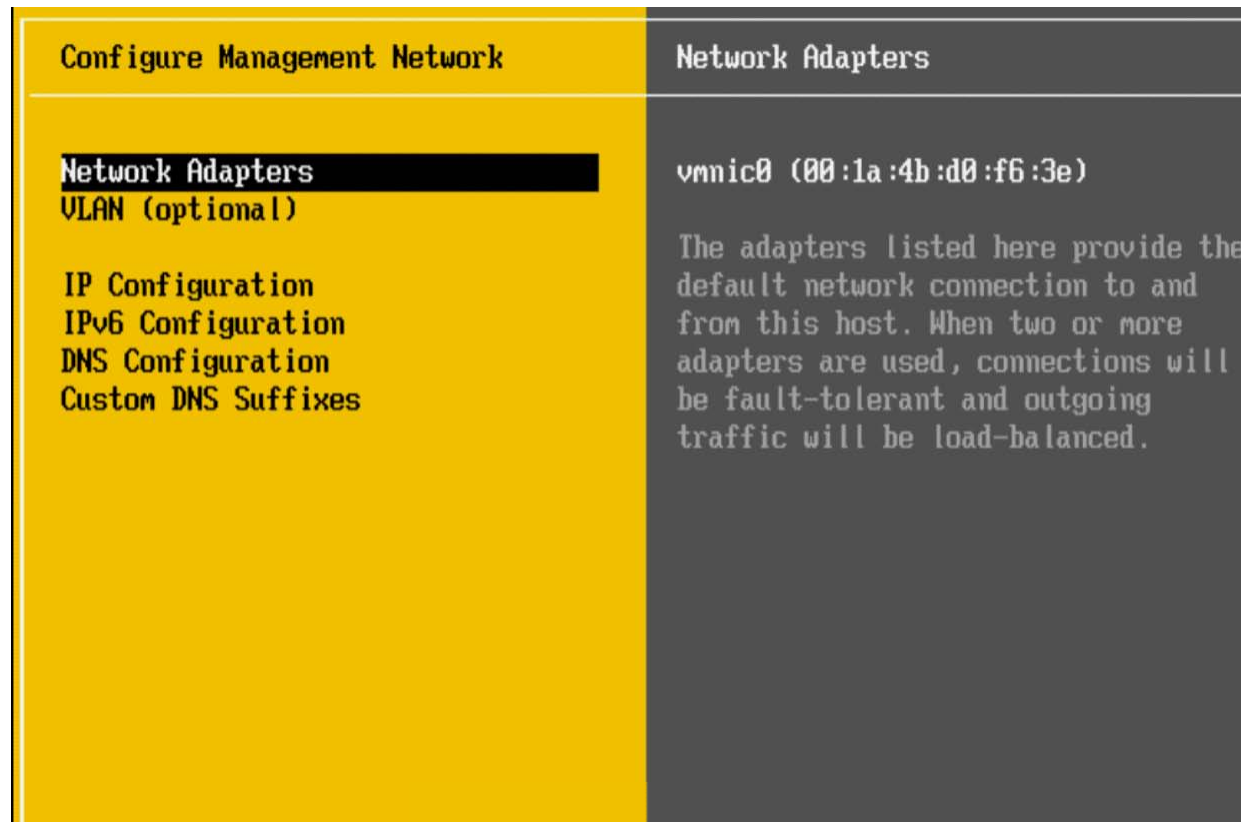 Configure Management Network
Network Adapters
Network Adapters
VLAN (optional)
IP Configuration
IPv6 Configuration
DNS Configuration
Custom DNS Suffixes
vmnic0 (00:1a:4b:d0:f6:3e)
The adapters listed here provide the
default network connection to and
from this host. When two or more
adapters are used, connections will
be fault-tolerant and outgoing
traffic will be load-balanced.